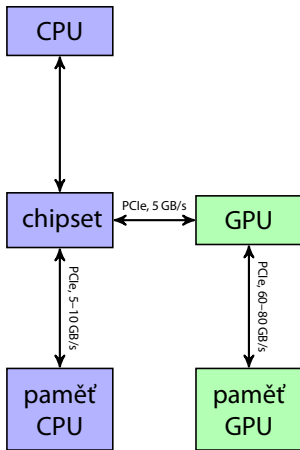 CPU
PCIe, 5 GB/s
chipset
GPU
PCIe, 5–10 GB/s
PCIe, 60–80 GB/s
paměť
CPU
paměť
GPU